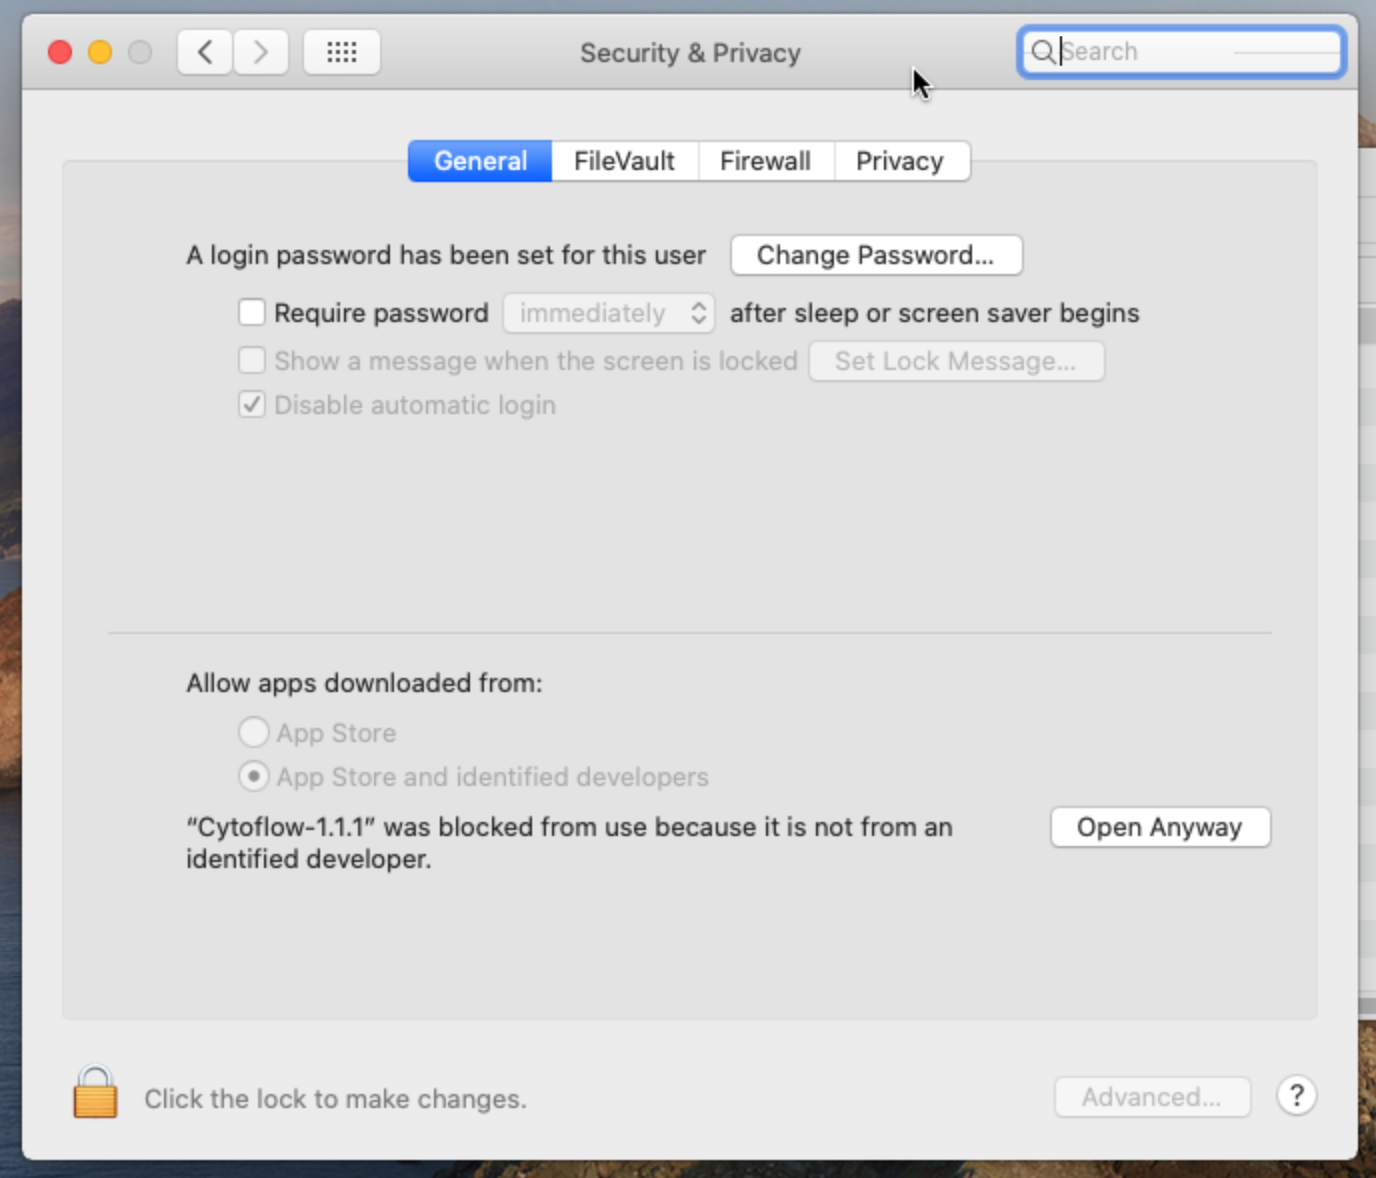 Security & Privacy
Search
General FileVault Firewall Privacy
A login password has been set for this user Change Password...
Require password immediately after sleep or screen saver begins
Show a message when the screen is locked Set Lock Message...
Disable automatic login
Allow apps downloaded from:
App Store
App Store and identified developers
“Cytoflow-1.1.1” was blocked from use because it is not from an Open Anyway
identified developer.
Click the lock to make changes. Advanced... ?